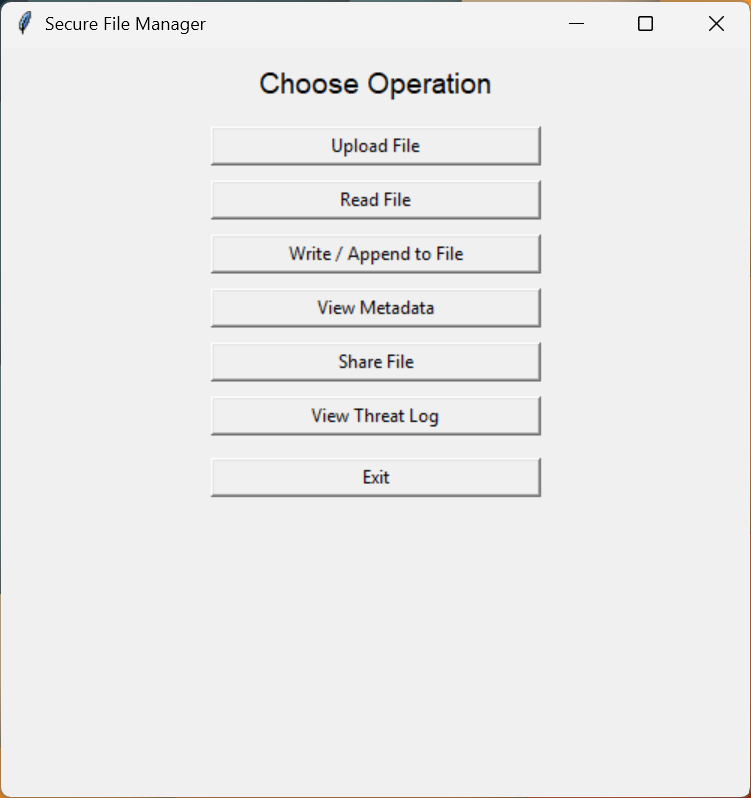 Secure File Manager
Choose Operation
Upload File
Read File
Write / Append to File
View Metadata
Share File
View Threat Log
Exit